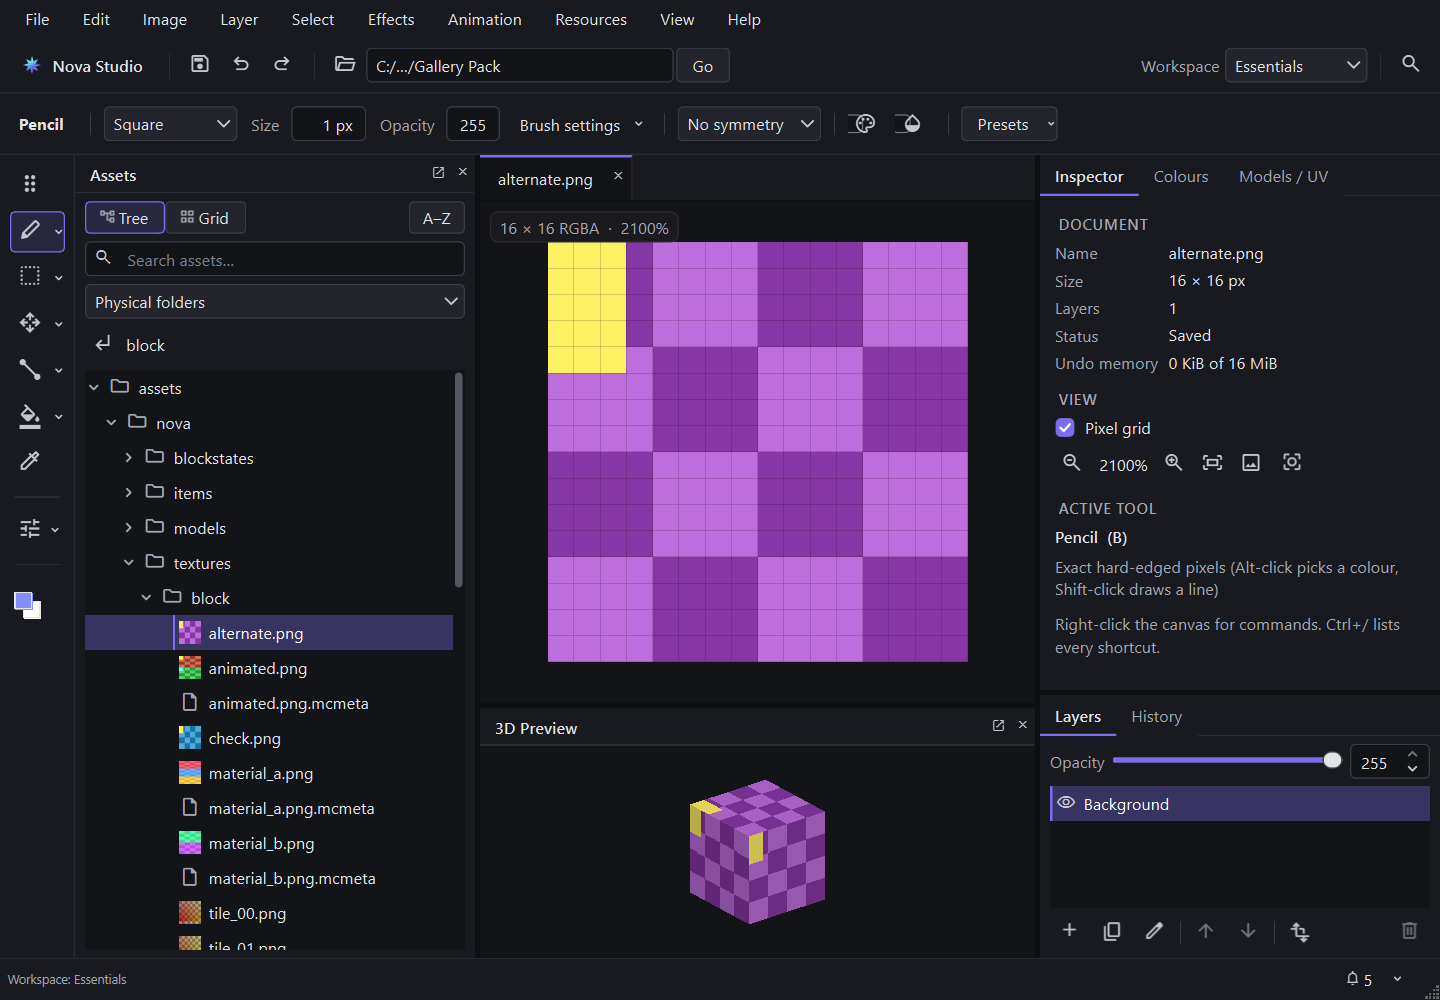 File Edit Image Layer Select Effects Animation Resources View Help
Nova Studio C:/.../Gallery Pack Go Workspace Essentials
Pencil Square Size 1 px Opacity 255 Brush settings No symmetry Presets
Assets
Tree Grid A–Z
Search assets...
Physical folders
block
assets
nova
blockstates
items
models
textures
block
alternate.png
animated.png
animated.png.mcmeta
check.png
material_a.png
material_a.png.mcmeta
material_b.png
material_b.png.mcmeta
tile_00.png
tile_01.png
alternate.png
16 × 16 RGBA · 2100%
3D Preview
Inspector Colours Models / UV
DOCUMENT
Name alternate.png
Size 16 × 16 px
Layers 1
Status Saved
Undo memory 0 KiB of 16 MiB
VIEW
Pixel grid
2100%
ACTIVE TOOL
Pencil (B)
Exact hard-edged pixels (Alt-click picks a colour,
Shift-click draws a line)
Right-click the canvas for commands. Ctrl+/ lists
every shortcut.
Layers History
Opacity 255
Background
Workspace: Essentials 5